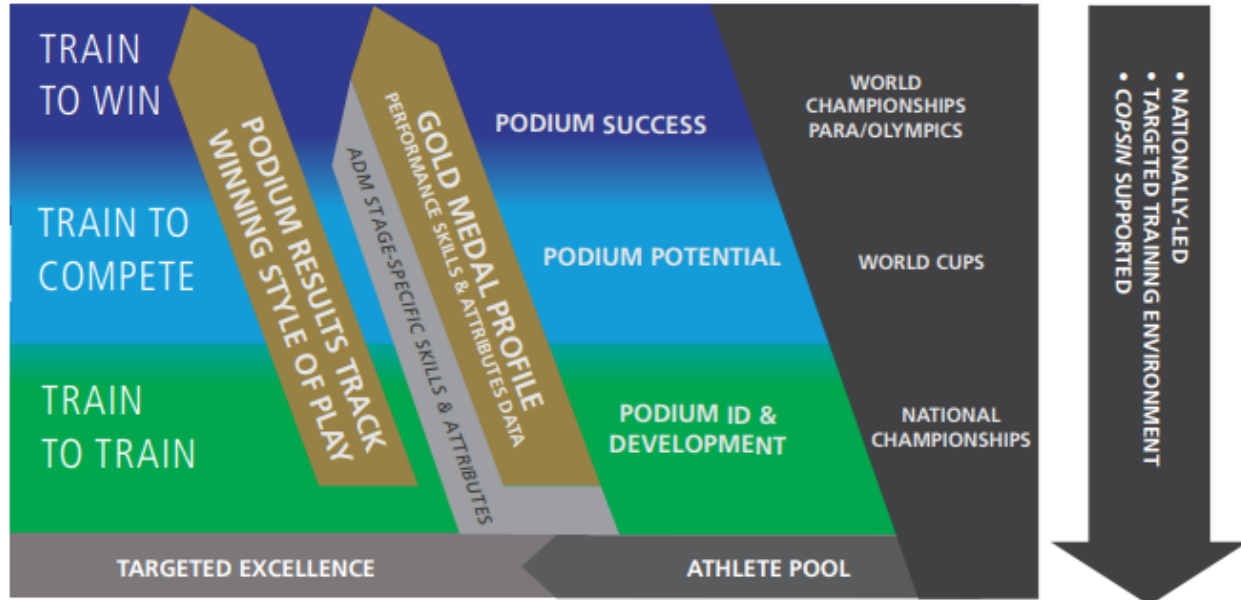 TRAIN
TO WIN
TRAIN TO
COMPETE
TRAIN
TO TRAIN
PODIUM RESULTS TRACK
WINNING STYLE OF PLAY
GOLD MEDAL PROFILE
PERFORMANCE SKILLS & ATTRIBUTES DATA
ADM STAGE-SPECIFIC SKILLS & ATTRIBUTES
PODIUM SUCCESS
PODIUM POTENTIAL
PODIUM ID &
DEVELOPMENT
WORLD
CHAMPIONSHIPS
PARA/OLYMPICS
WORLD CUPS
NATIONAL
CHAMPIONSHIPS
• NATIONALLY-LED
• TARGETED TRAINING ENVIRONMENT
• COPSIN SUPPORTED
TARGETED EXCELLENCE
ATHLETE POOL